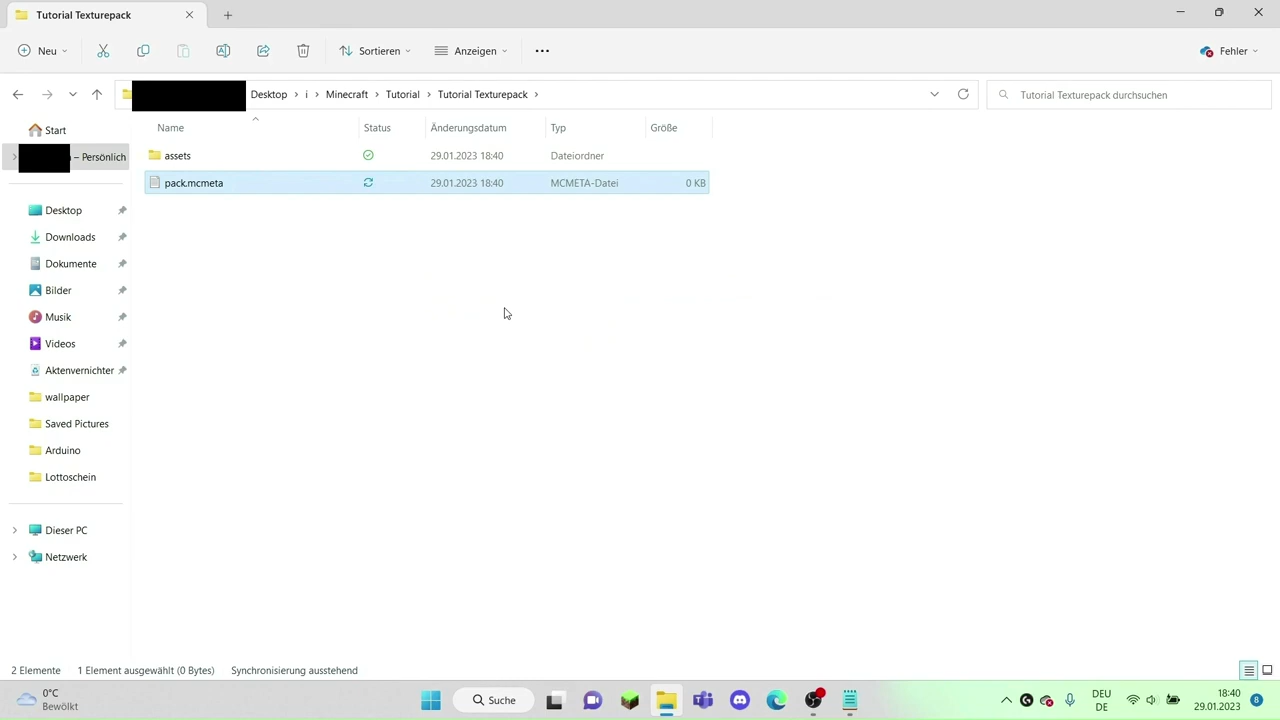 Tutorial Texturepack
Neu
Sortieren
Anzeigen
Fehler
Desktop > i > Minecraft > Tutorial > Tutorial Texturepack >
Tutorial Texturepack durchsuchen
Name Status Änderungsdatum Typ Größe
assets 29.01.2023 18:40 Dateiordner
pack.mcmeta 29.01.2023 18:40 MCMETA-Datei 0 KB
Start
– Persönlich
Desktop
Downloads
Dokumente
Bilder
Musik
Videos
Aktenvernichter
wallpaper
Saved Pictures
Arduino
Lottoschein
Dieser PC
Netzwerk
2 Elemente 1 Element ausgewählt (0 Bytes) Synchronisierung ausstehend
0°C
Bewölkt
Suche
DEU
DE
18:40
29.01.2023
8